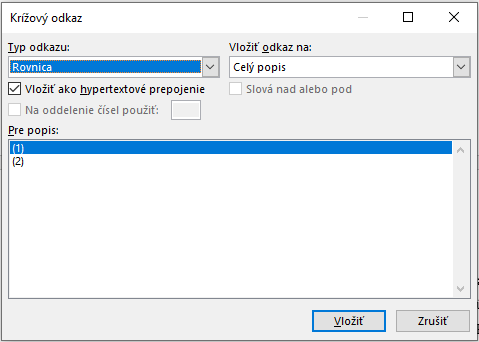 Krížový odkaz
Typ odkazu:
Vložiť odkaz na:
Rovnica
Celý popis
Vložiť ako hypertextové prepojenie
Slová nad alebo pod
Na oddelenie čísel použiť:
Pre popis:
(1)
(2)
Vložiť
Zrušiť